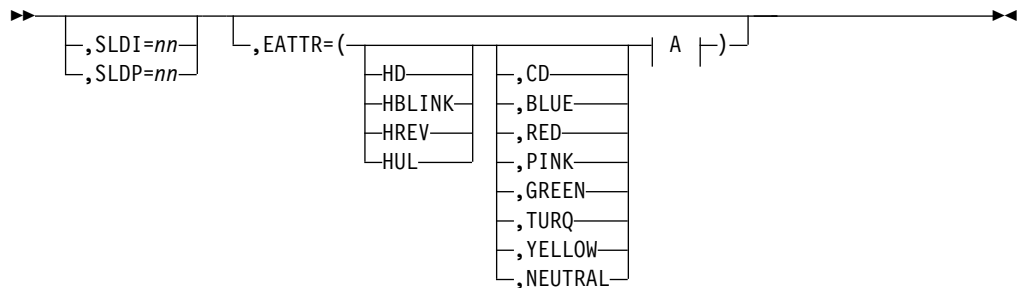 ,SLDI=nn
,SLDP=nn
,EATTR=(
HD
HBLINK
HREV
HUL
,CD
,BLUE
,RED
,PINK
,GREEN
,TURQ
,YELLOW
,NEUTRAL
A
)